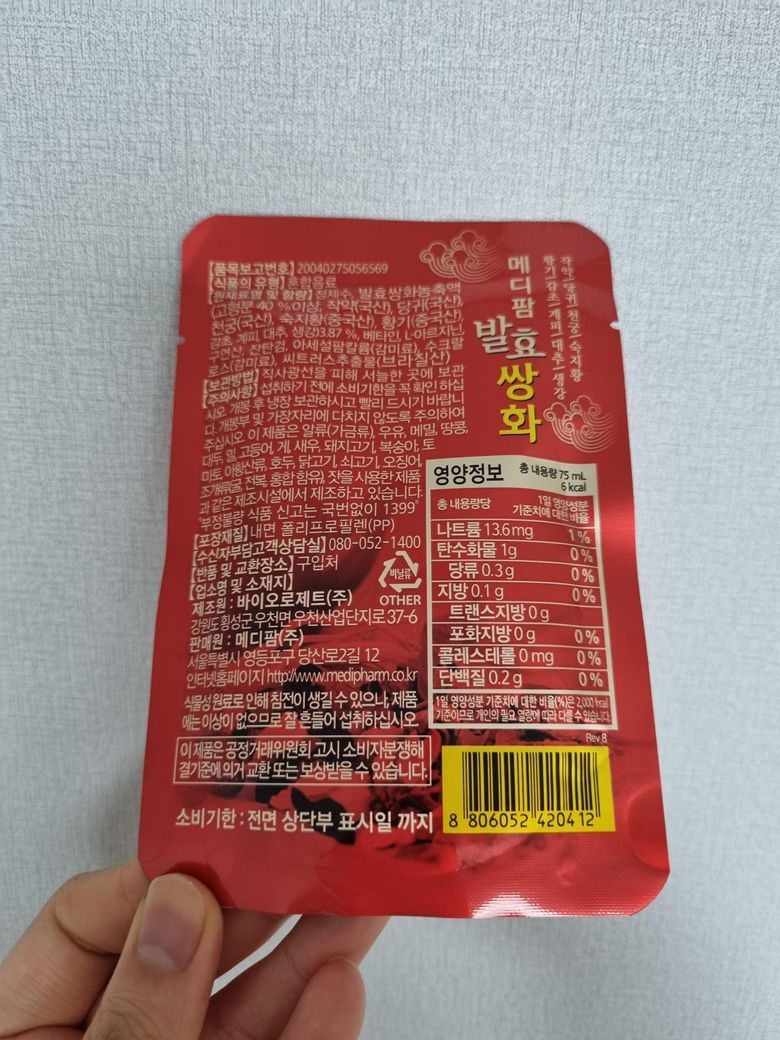 【품목보고번호】 20040275056569
【식품의 유형】 혼합음료
【원재료명 및 함량】 정제수, 발효쌍화농축액
(고형분 40 %이상, 작약(국산), 당귀(국산),
천궁(국산), 숙지황(중국산), 황기(중국산),
감초, 계피, 대추, 생강)3.87 %, 베타인, L-아르지닌,
구연산, 잔탄검, 아세설팜칼륨(감미료), 수크랄
로스(감미료), 씨트러스추출물(브라질산)
【보관방법】 직사광선을 피해 서늘한 곳에 보관
【주의사항】 섭취하기 전에 소비기한을 꼭 확인 하십
시오. 개봉 후 냉장 보관하시고 빨리 드시기 바랍니
다. 개봉부 및 가장자리에 다치지 않도록 주의하여
주십시오. 이 제품은 알류(가금류), 우유, 메밀, 땅콩,
대두, 밀, 고등어, 게, 새우, 돼지고기, 복숭아, 토
마토, 아황산류, 호두, 닭고기, 쇠고기, 오징어,
조개류(굴, 전복, 홍합 함유), 잣을 사용한 제품
과 같은 제조시설에서 제조하고 있습니다.
"부정·불량 식품 신고는 국번없이 1399"
【포장재질】 내면 폴리프로필렌(PP)
【수신자부담고객상담실】 080-052-1400
【반품 및 교환장소】 구입처
【업소명 및 소재지】
제조원 : 바이오로제트(주)
강원도 횡성군 우천면 우천산업단지로 37-6
판매원 : 메디팜(주)
서울특별시 영등포구 당산로2길 12
인터넷홈페이지 http://www.medipharm.co.kr
식물성 원료로 인해 침전이 생길 수 있으나, 제품
에는 이상이 없으므로 잘 흔들어 섭취하십시오.
이 제품은 공정거래위원회 고시 소비자분쟁해
결기준에 의거 교환 또는 보상받을 수 있습니다.
소비기한 : 전면 상단부 표시일 까지
비닐류
OTHER
메디팜
발효
쌍화
작약/당귀/천궁/숙지황
황기/감초/계피/대추/생강
영양정보 총 내용량 75 mL
6 kcal
총 내용량당 1일 영양성분
기준치에 대한 비율
나트륨 13.6 mg 1 %
탄수화물 1 g 0 %
당류 0.3 g 0 %
지방 0.1 g 0 %
트랜스지방 0 g
포화지방 0 g 0 %
콜레스테롤 0 mg 0 %
단백질 0.2 g 0 %
1일 영양성분 기준치에 대한 비율(%)은 2,000 kcal
기준이므로 개인의 필요 열량에 따라 다를 수 있습니다.
Rev.8
8 806052 420412